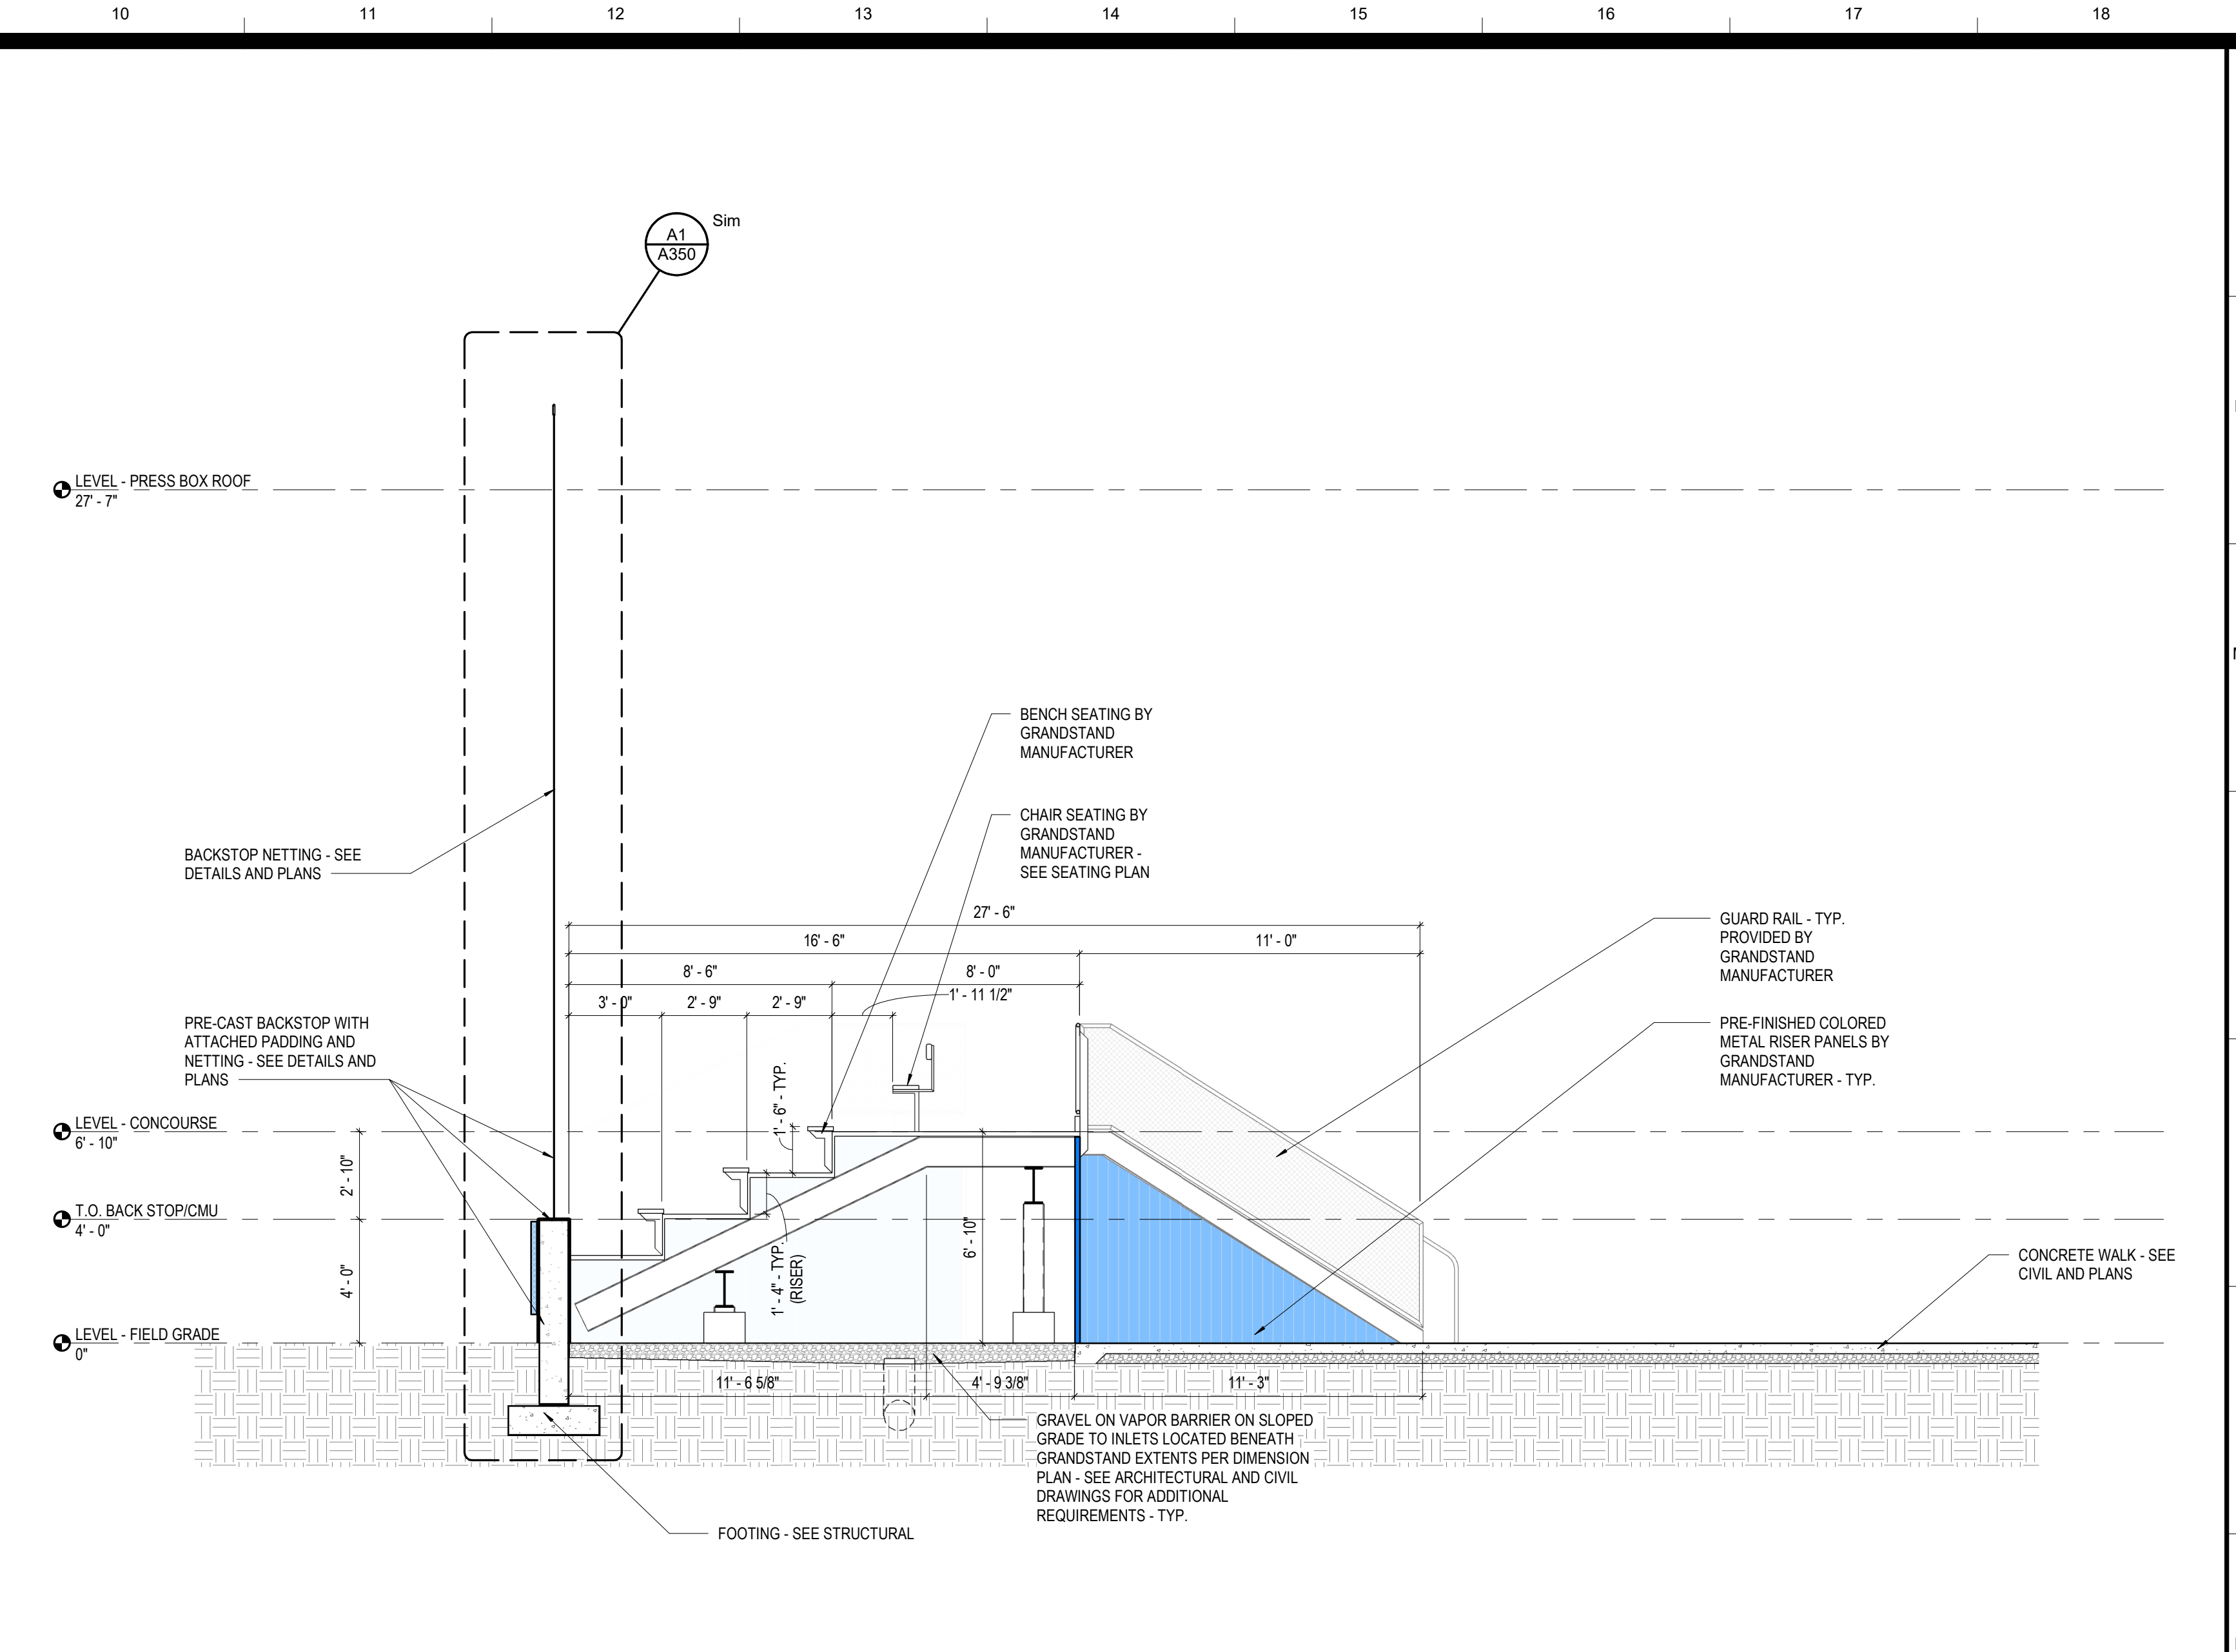 10 11 12 13 14 15 16 17 18
Sim
A1
A350
LEVEL - PRESS BOX ROOF
27' - 7"
BENCH SEATING BY
GRANDSTAND
MANUFACTURER
CHAIR SEATING BY
GRANDSTAND
MANUFACTURER -
SEE SEATING PLAN
BACKSTOP NETTING - SEE
DETAILS AND PLANS
27' - 6"
16' - 6" 11' - 0"
8' - 6" 8' - 0"
3' - 0" 2' - 9" 2' - 9" 1' - 11 1/2"
GUARD RAIL - TYP.
PROVIDED BY
GRANDSTAND
MANUFACTURER
PRE-CAST BACKSTOP WITH
ATTACHED PADDING AND
NETTING - SEE DETAILS AND
PLANS
PRE-FINISHED COLORED
METAL RISER PANELS BY
GRANDSTAND
MANUFACTURER - TYP.
1' - 6" - TYP.
LEVEL - CONCOURSE
6' - 10"
2' - 10"
T.O. BACK STOP/CMU
4' - 0"
4' - 0"
1' - 4" - TYP.
(RISER)
6' - 10"
CONCRETE WALK - SEE
CIVIL AND PLANS
LEVEL - FIELD GRADE
0"
11' - 6 5/8" 4' - 9 3/8" 11' - 3"
GRAVEL ON VAPOR BARRIER ON SLOPED
GRADE TO INLETS LOCATED BENEATH
GRANDSTAND EXTENTS PER DIMENSION
PLAN - SEE ARCHITECTURAL AND CIVIL
DRAWINGS FOR ADDITIONAL
REQUIREMENTS - TYP.
FOOTING - SEE STRUCTURAL